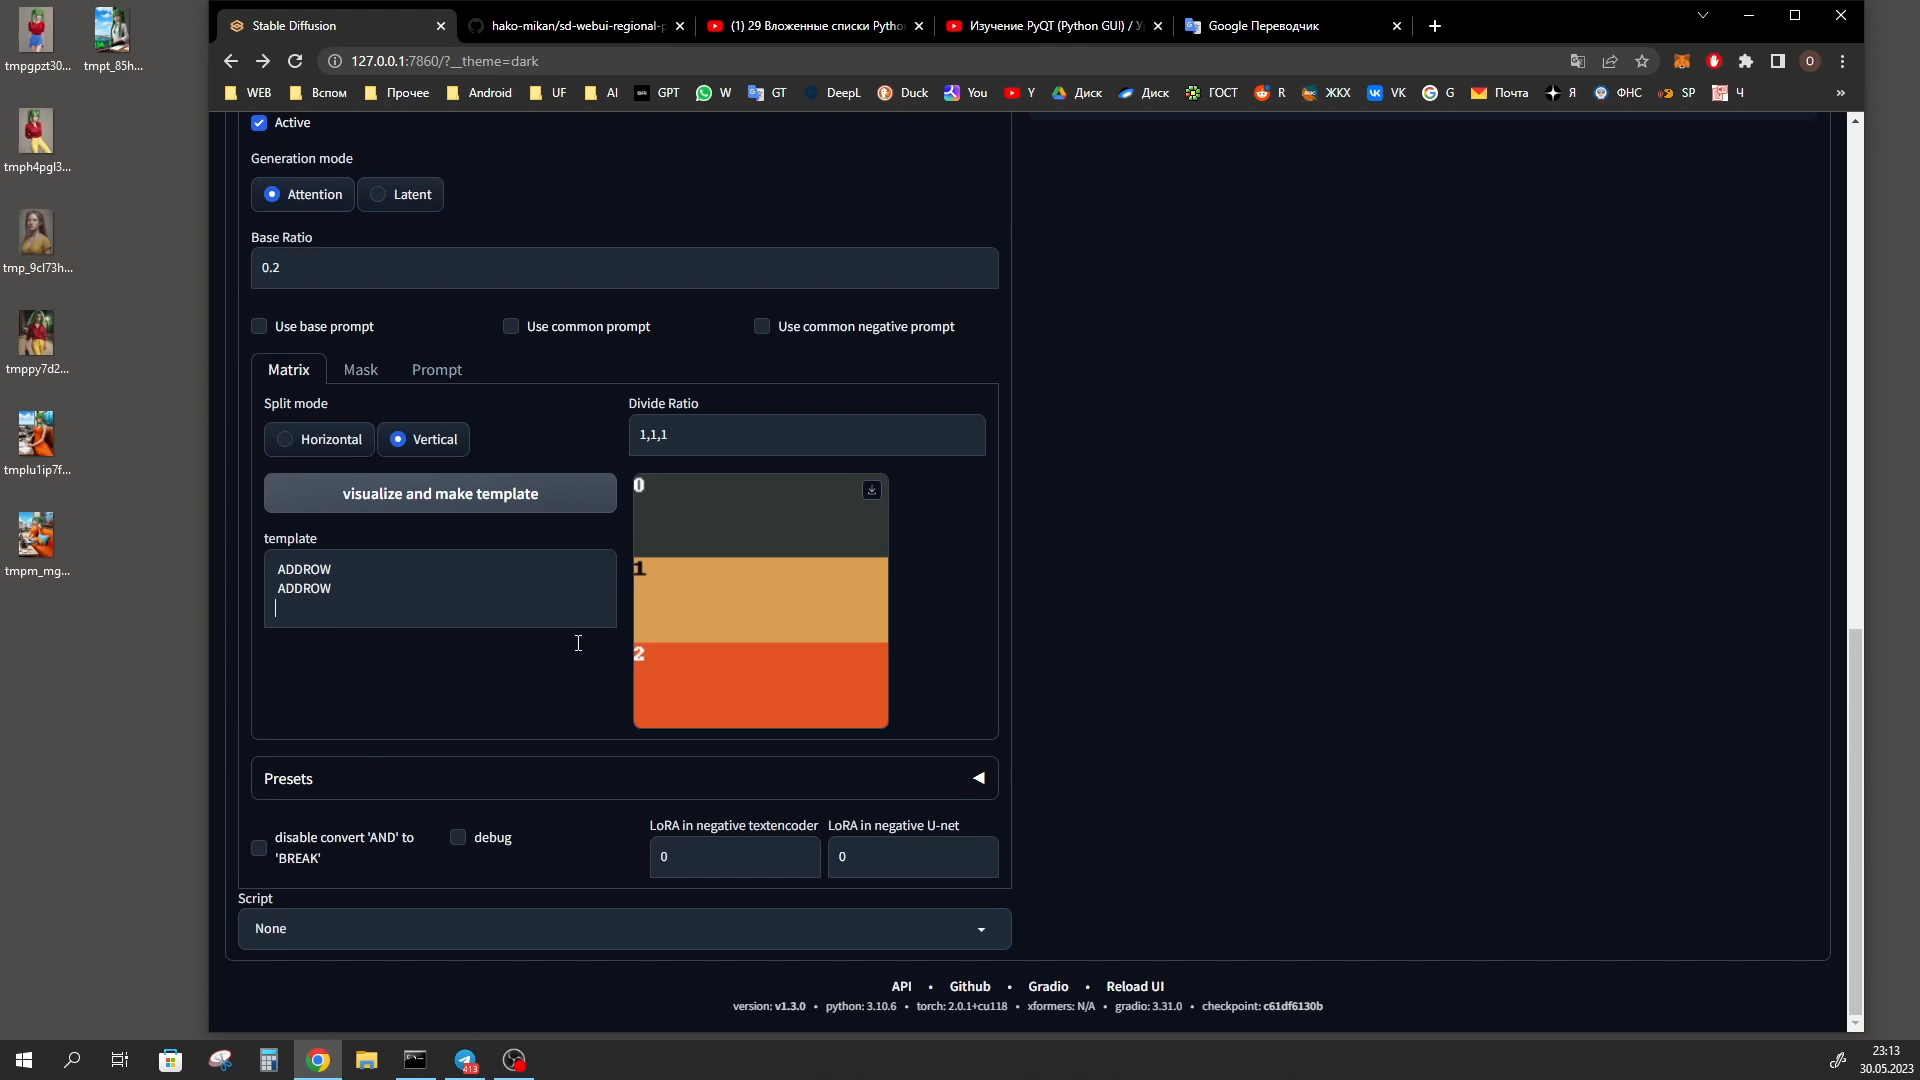 tmpgpzt30...
tmpt_85h...
tmph4pgl3...
tmp_9cl73h...
tmppy7d2...
tmplu1ip7f...
tmpm_mg...
Stable Diffusion
hako-mikan/sd-webui-regional-p
(1) 29 Вложенные списки Pytho
Изучение PyQT (Python GUI) / У
Google Переводчик
127.0.0.1:7860/?__theme=dark
O
WEB
Вспом
Прочее
Android
UF
AI
GPT
W
GT
DeepL
Duck
You
Y
Диск
Диск
ГОСТ
R
ЖКХ
VK
G
Почта
Я
ФНС
SP
Ч
»
Active
Generation mode
Attention
Latent
Base Ratio
0.2
Use base prompt
Use common prompt
Use common negative prompt
Matrix
Mask
Prompt
Split mode
Divide Ratio
Horizontal
Vertical
1,1,1
visualize and make template
0
1
2
template
ADDROW
ADDROW
Presets
disable convert 'AND' to
'BREAK'
debug
LoRA in negative textencoder
LoRA in negative U-net
0
0
Script
None
API • Github • Gradio • Reload UI
version: v1.3.0 • python: 3.10.6 • torch: 2.0.1+cu118 • xformers: N/A • gradio: 3.31.0 • checkpoint: c61df6130b
413
23:13
30.05.2023